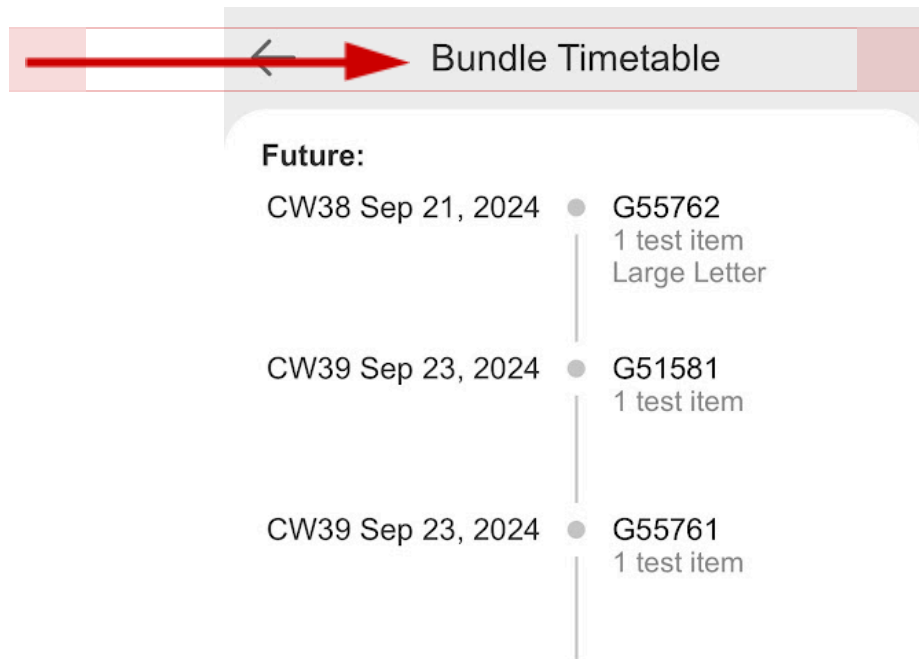 Bundle Timetable
Future:
CW38 Sep 21, 2024 G55762
1 test item
Large Letter
CW39 Sep 23, 2024 G51581
1 test item
CW39 Sep 23, 2024 G55761
1 test item